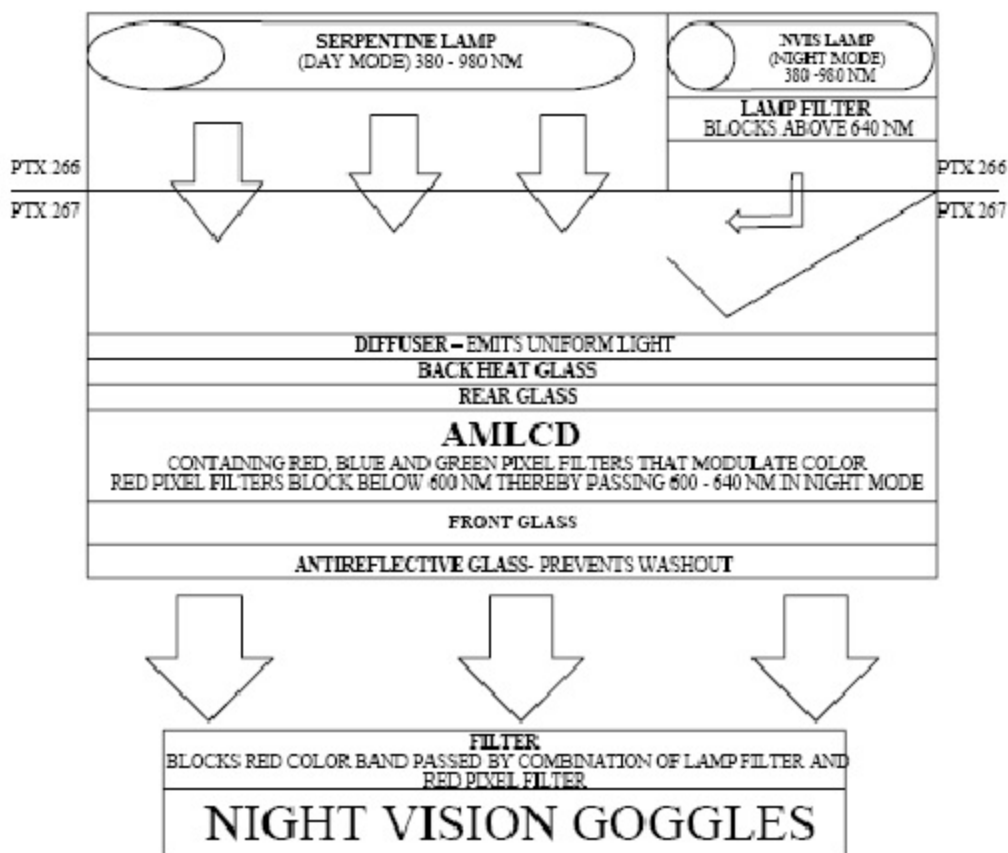 SERPENTINE LAMP
(DAY MODE) 380 - 980 NM
NVIS LAMP
(NIGHT MODE)
380 -980 NM
LAMP FILTER
BLOCKS ABOVE 640 NM
PTX 266
PTX 266
PTX 267
PTX 267
DIFFUSER – EMITS UNIFORM LIGHT
BACK HEAT GLASS
REAR GLASS
AMLCD
CONTAINING RED, BLUE AND GREEN PIXEL FILTERS THAT MODULATE COLOR
RED PIXEL FILTERS BLOCK BELOW 600 NM THEREBY PASSING 600 - 640 NM IN NIGHT MODE
FRONT GLASS
ANTIREFLECTIVE GLASS- PREVENTS WASHOUT
FILTER
BLOCKS RED COLOR BAND PASSED BY COMBINATION OF LAMP FILTER AND
RED PIXEL FILTER
NIGHT VISION GOGGLES